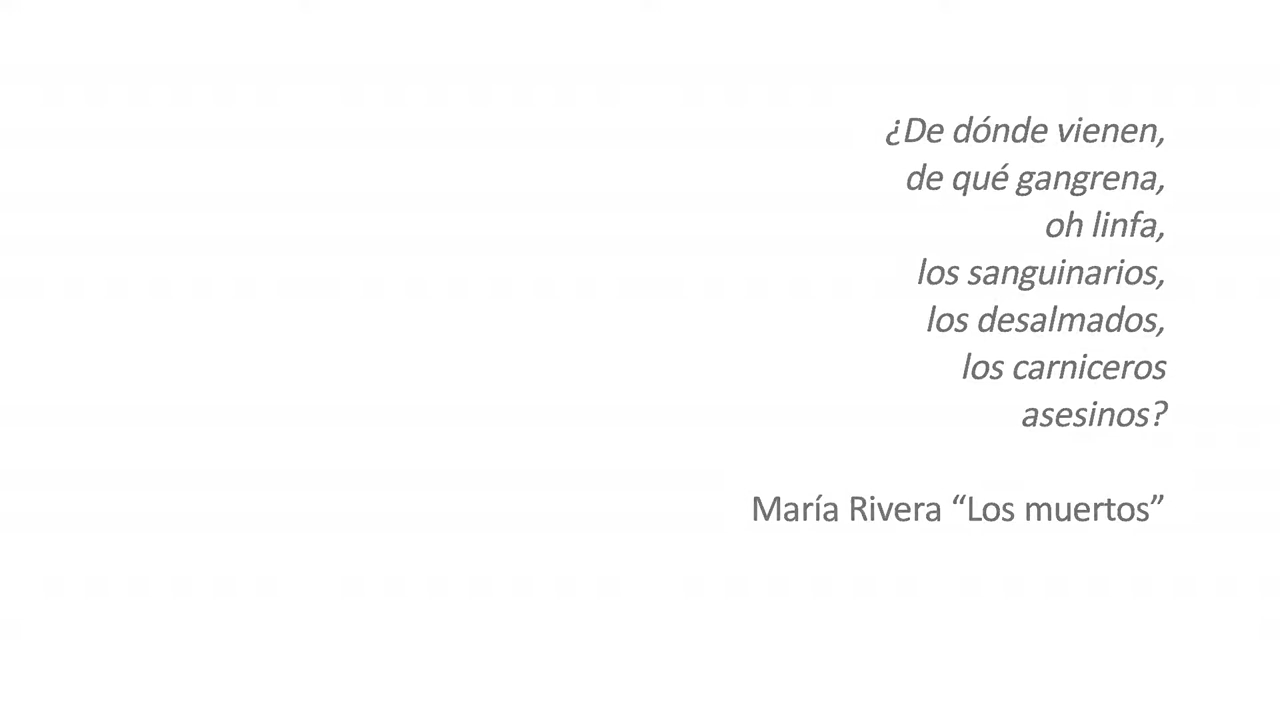 ¿De dónde vienen,
de qué gangrena,
oh linfa,
los sanguinarios,
los desalmados,
los carniceros
asesinos?
María Rivera “Los muertos”